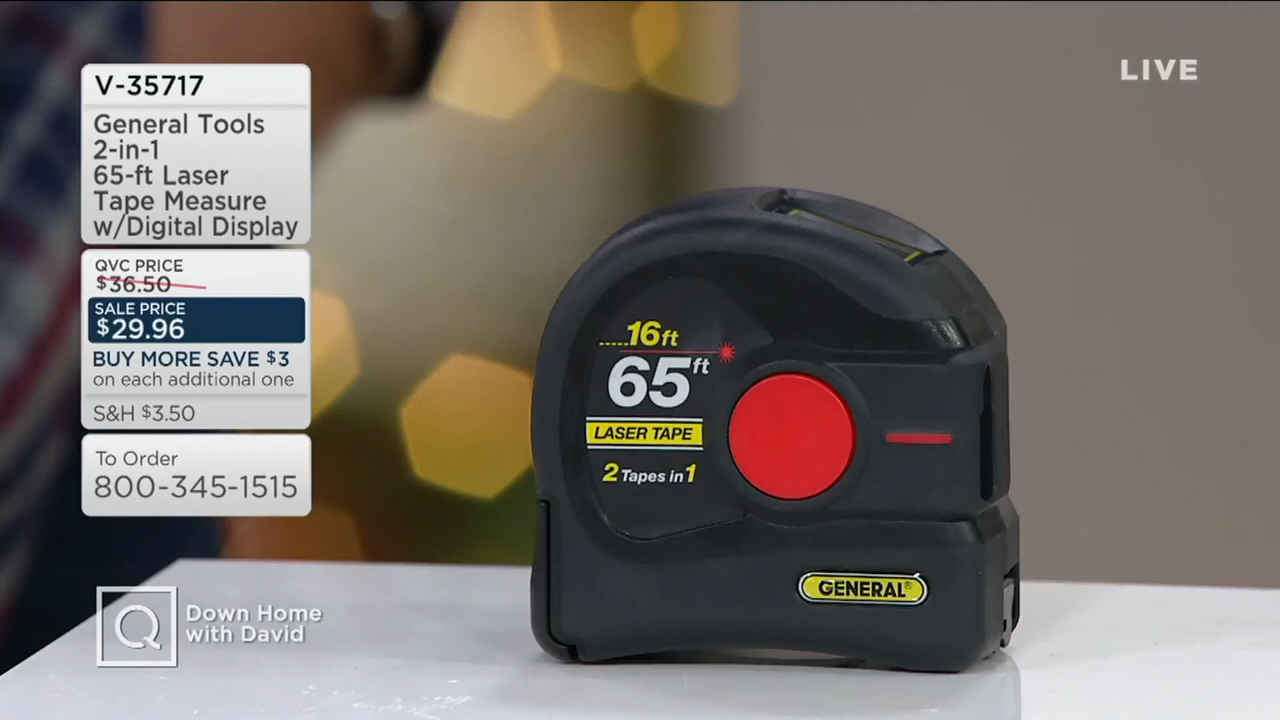 V-35717
General Tools
2-in-1
65-ft Laser
Tape Measure
w/Digital Display
QVC PRICE
$36.50
SALE PRICE
$29.96
BUY MORE SAVE $3
on each additional one
S&H $3.50
To Order
800-345-1515
Q
Down Home
with David
LIVE
16ft
65ft
LASER TAPE
2 Tapes in 1
GENERAL®